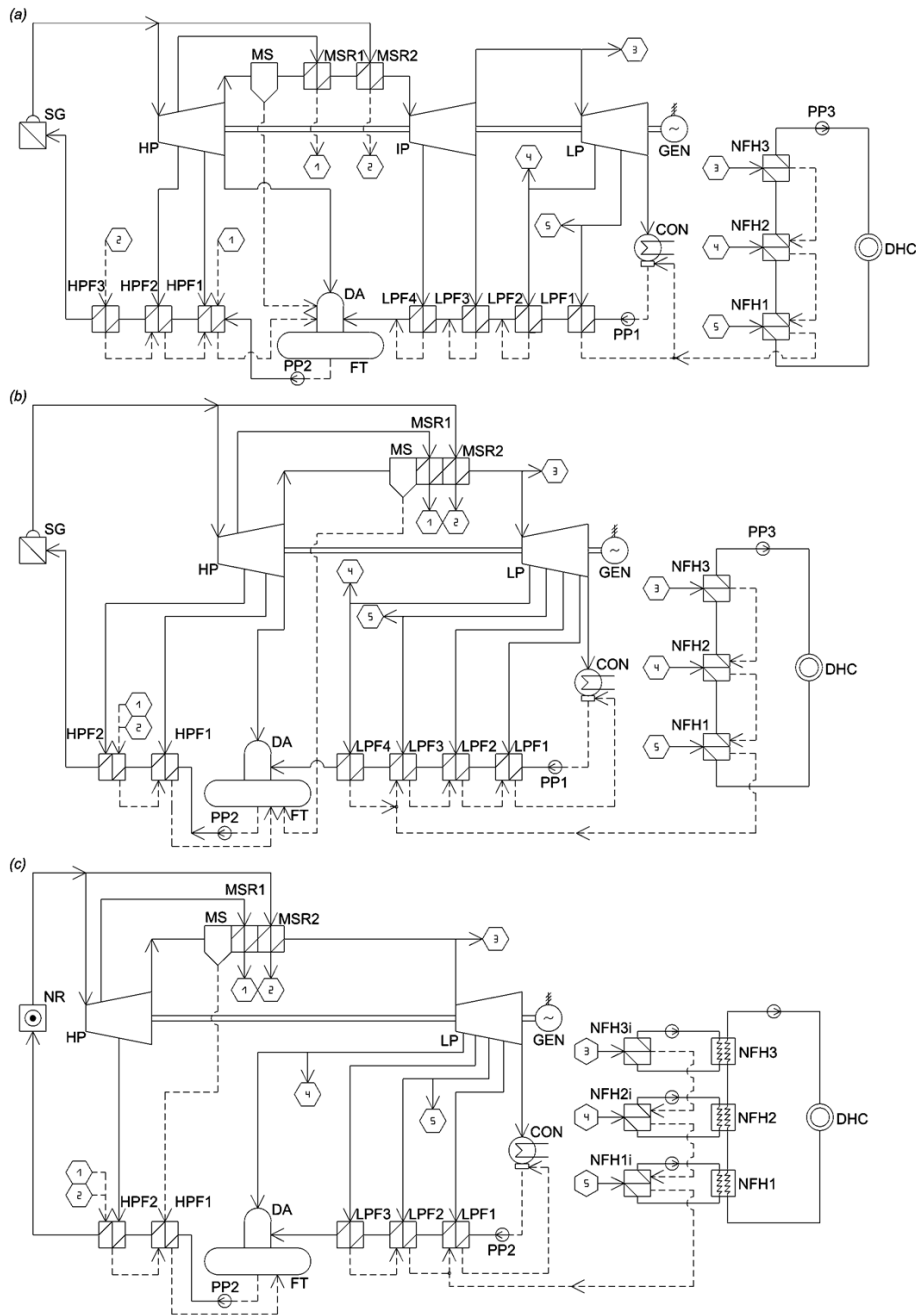 (a)
MS
MSR1
MSR2
3
SG
HP
IP
LP
GEN
PP3
1
2
4
5
NFH3
3
NFH2
4
DHC
NFH1
5
CON
2
1
HPF3
HPF2
HPF1
DA
LPF4
LPF3
LPF2
LPF1
PP1
PP2
FT
(b)
MSR1
MS
MSR2
3
SG
1
2
HP
LP
GEN
PP3
4
5
NFH3
3
NFH2
4
DHC
NFH1
5
CON
1
2
HPF2
HPF1
DA
LPF4
LPF3
LPF2
LPF1
PP1
PP2
FT
(c)
MSR1
MS
MSR2
3
NR
1
2
HP
LP
GEN
4
5
NFH3i
3
NFH3
NFH2i
4
NFH2
DHC
NFH1i
5
NFH1
CON
1
2
HPF2
HPF1
DA
LPF3
LPF2
LPF1
PP2
PP2
FT